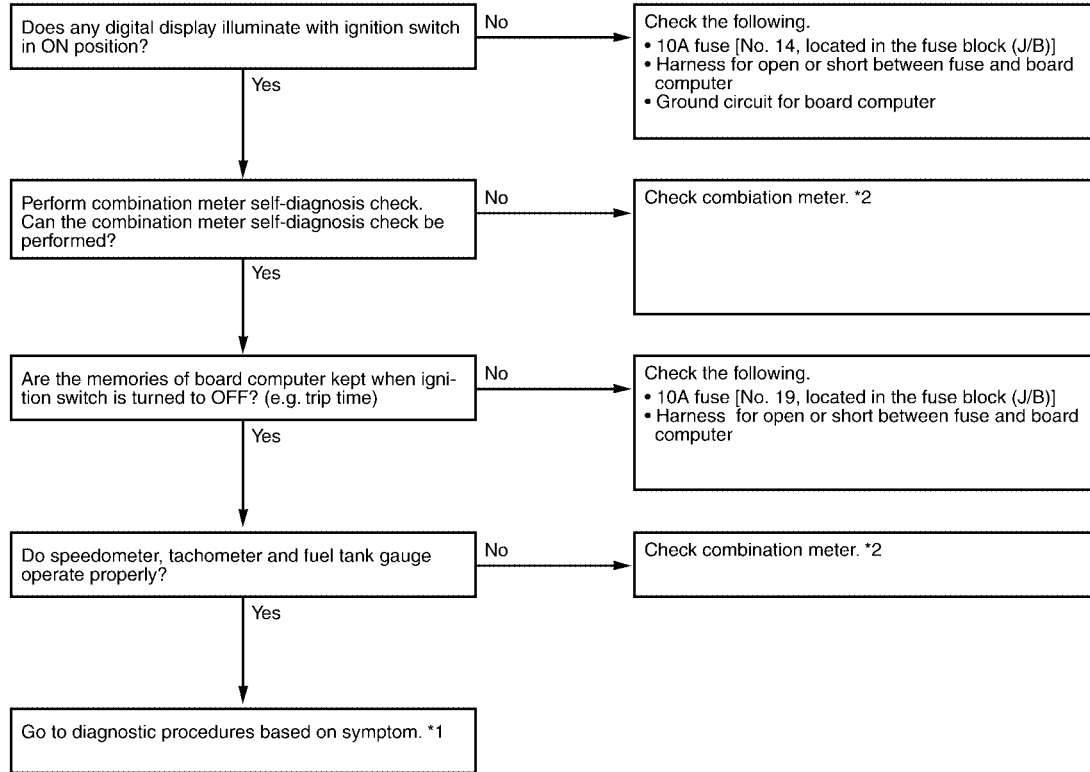 Does any digital display illuminate with ignition switch
in ON position?
No
Check the following.
• 10A fuse [No. 14, located in the fuse block (J/B)]
• Harness for open or short between fuse and board
computer
• Ground circuit for board computer
Yes
Perform combination meter self-diagnosis check.
Can the combination meter self-diagnosis check be
performed?
No
Check combiation meter. *2
Yes
Are the memories of board computer kept when igni-
tion switch is turned to OFF? (e.g. trip time)
No
Check the following.
• 10A fuse [No. 19, located in the fuse block (J/B)]
• Harness for open or short between fuse and board
computer
Yes
Do speedometer, tachometer and fuel tank gauge
operate properly?
No
Check combination meter. *2
Yes
Go to diagnostic procedures based on symptom. *1